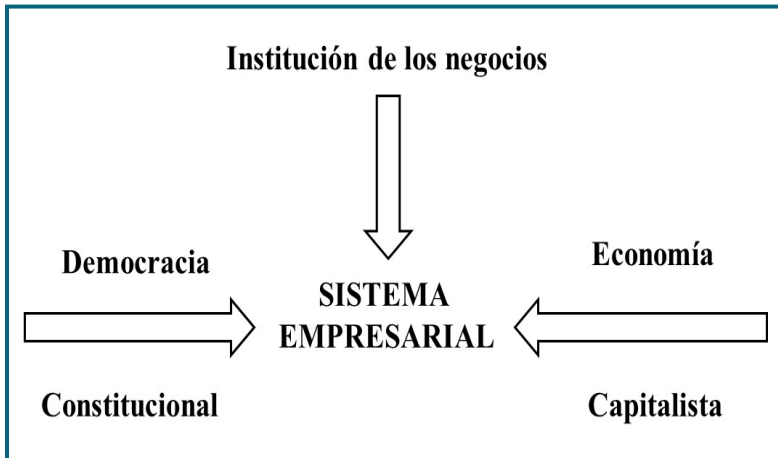 Institución de los negocios
Democracia
Economía
SISTEMA
EMPRESARIAL
Constitucional
Capitalista